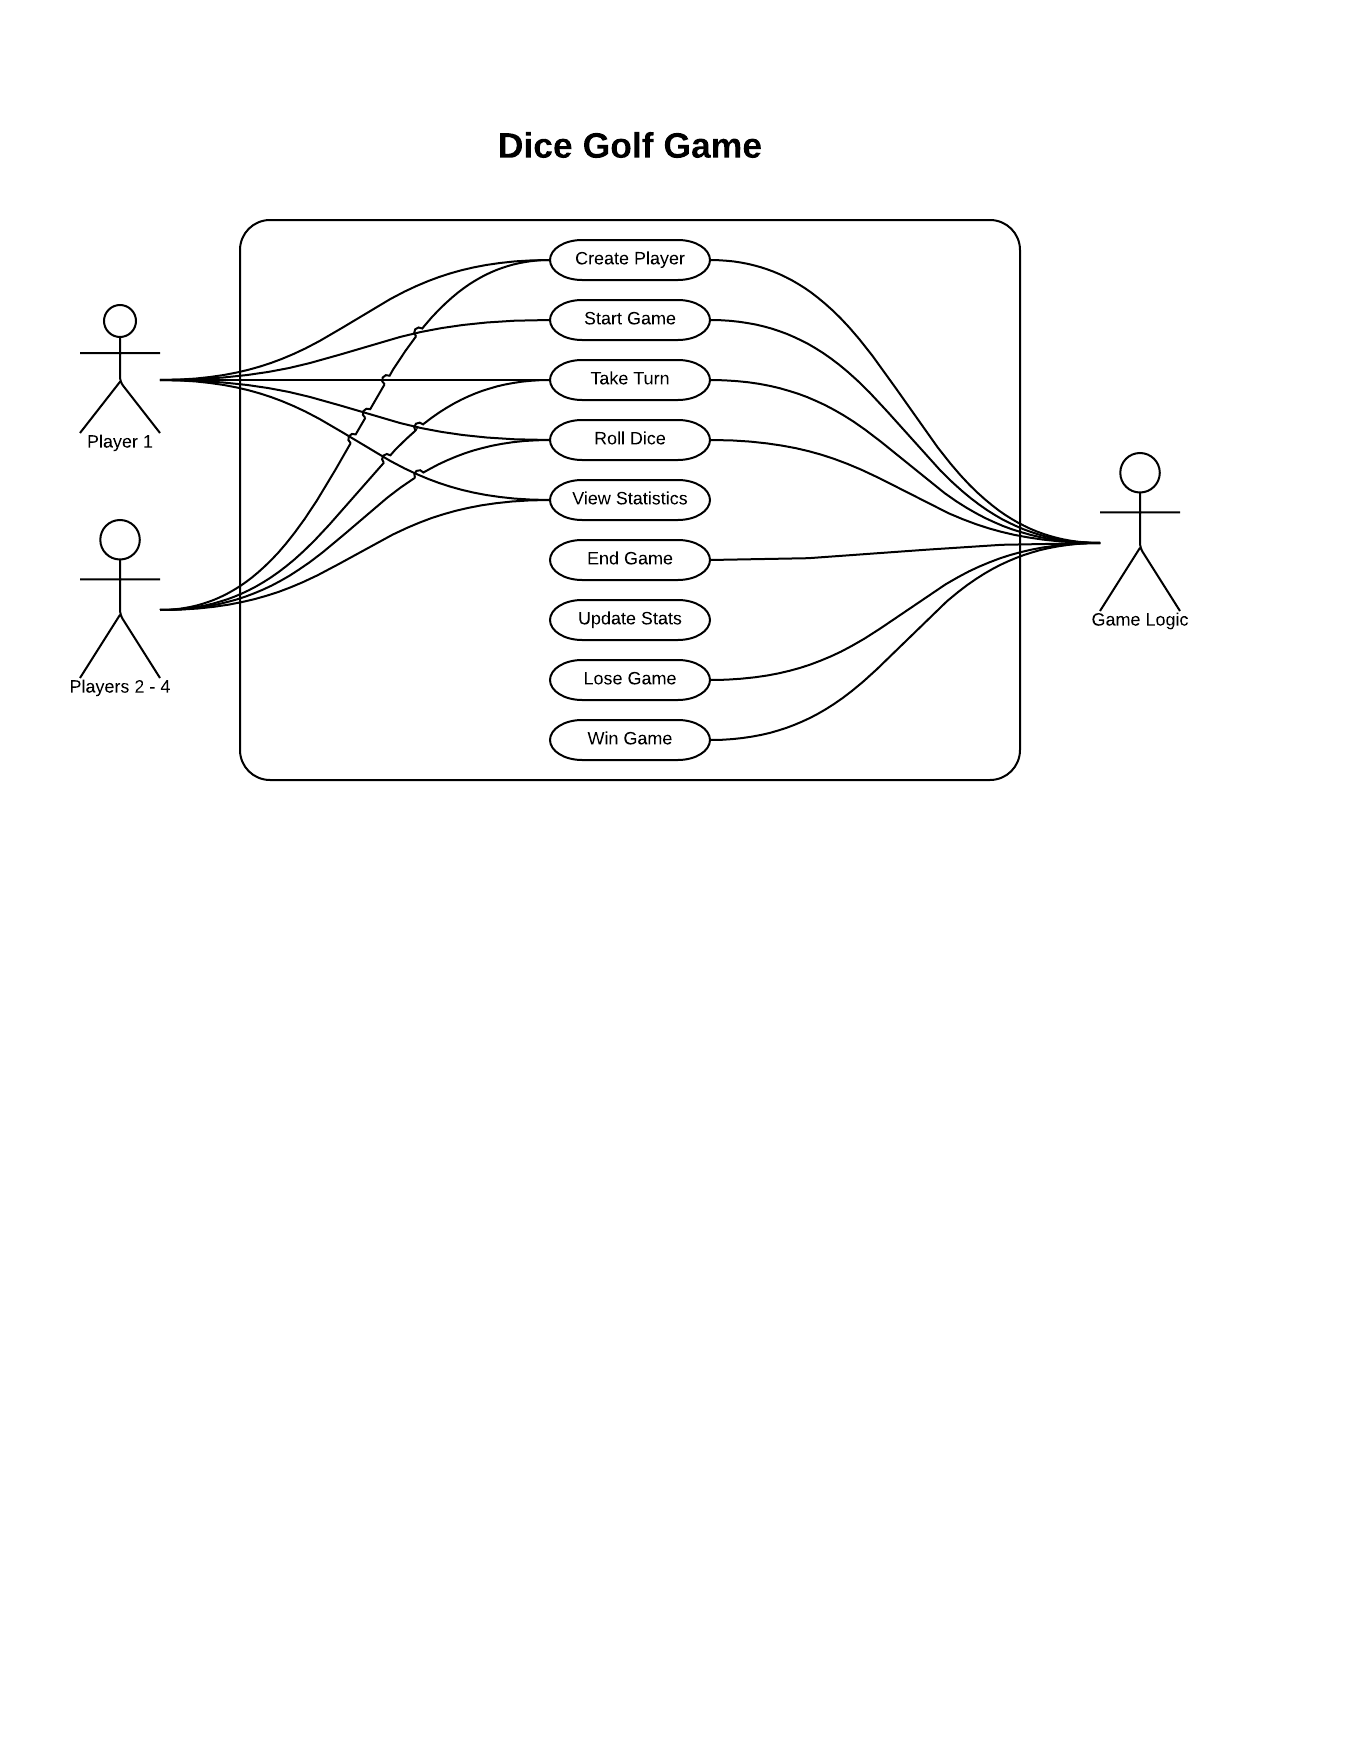 Dice Golf Game
Create Player
Start Game
Take Turn
Roll Dice
View Statistics
End Game
Update Stats
Lose Game
Win Game
Player 1
Players 2 - 4
Game Logic